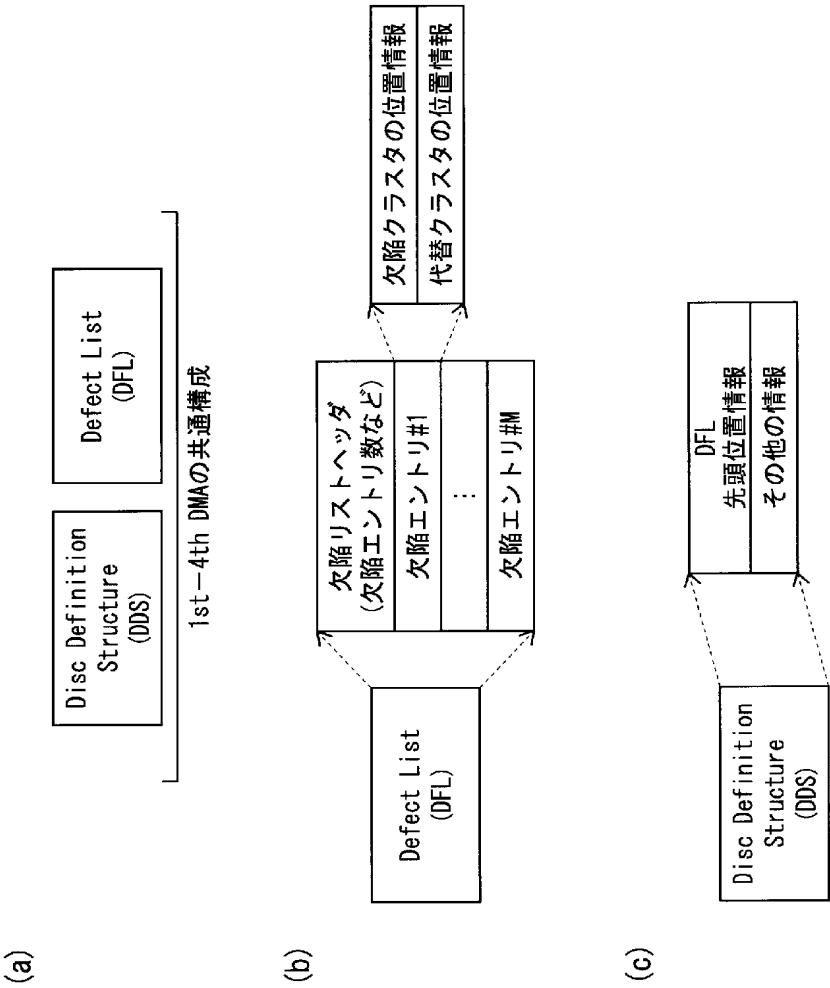 (a)
Disc Definition
Structure
(DDS)
Defect List
(DFL)
1st－4th DMAの共通構成
(b)
Defect List
(DFL)
欠陥リストヘッダ
(欠陥エントリ数など)
欠陥エントリ#1
⋮
欠陥エントリ#M
欠陥クラスタの位置情報
代替クラスタの位置情報
(c)
Disc Definition
Structure
(DDS)
DFL
先頭位置情報
その他の情報